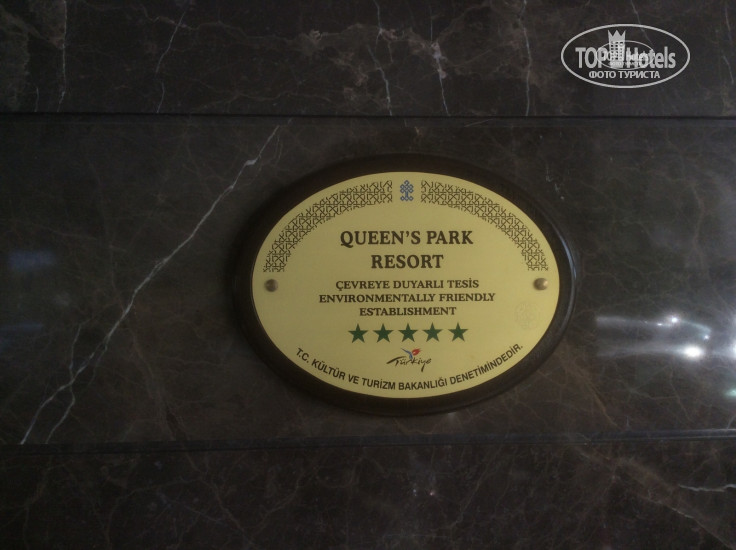 TOP Hotels
ФОТО ТУРИСТА
QUEEN'S PARK
RESORT
ÇEVREYE DUYARLI TESİS
ENVIRONMENTALLY FRIENDLY
ESTABLISHMENT
Türkiye
T.C. KÜLTÜR VE TURİZM BAKANLIĞI DENETİMİNDEDİR.